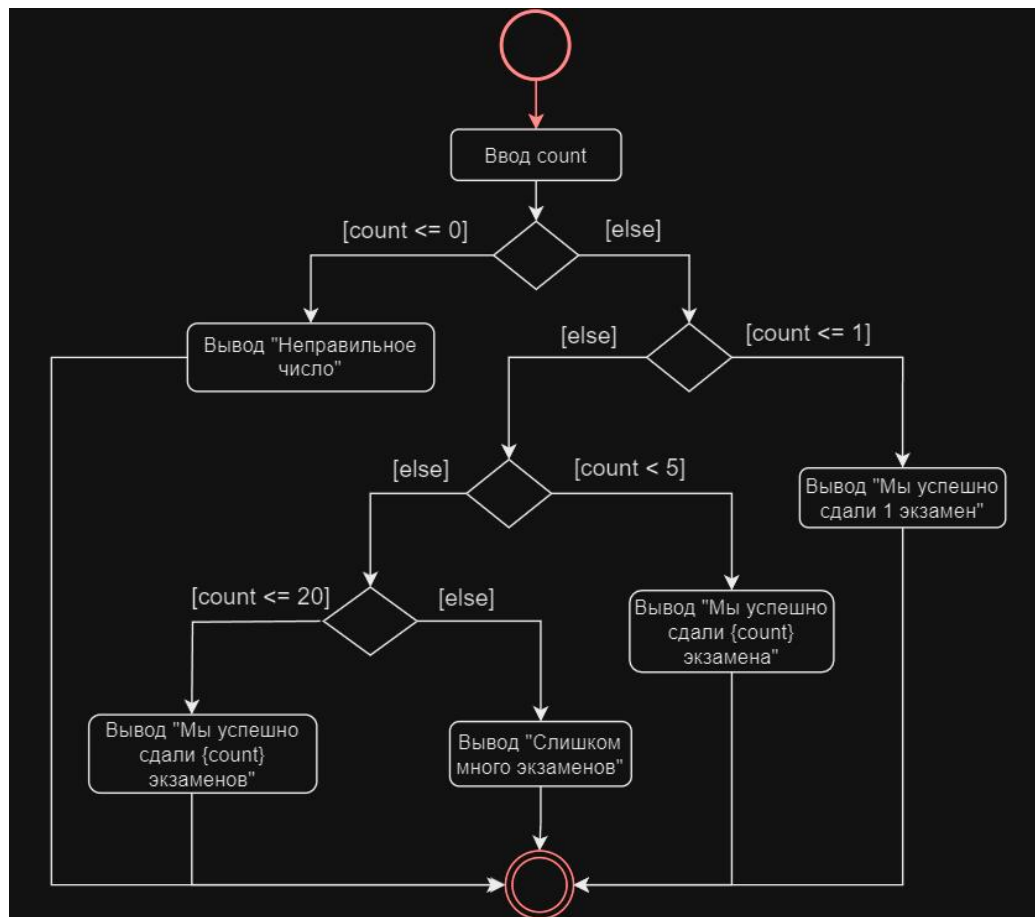 Ввод count
[count <= 0]
[else]
Вывод "Неправильное
число"
[else]
[count <= 1]
[else]
[count < 5]
Вывод "Мы успешно
сдали 1 экзамен"
[count <= 20]
[else]
Вывод "Мы успешно
сдали {count}
экзамена"
Вывод "Мы успешно
сдали {count}
экзаменов"
Вывод "Слишком
много экзаменов"